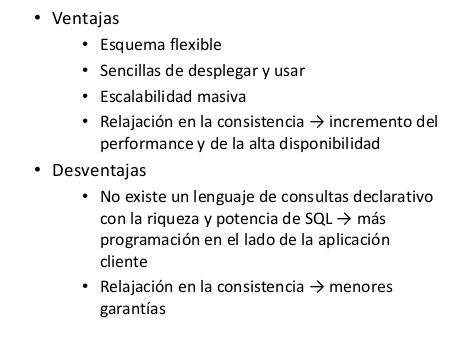 • Ventajas
• Esquema flexible
• Sencillas de desplegar y usar
• Escalabilidad masiva
• Relajación en la consistencia → incremento del
performance y de la alta disponibilidad
• Desventajas
• No existe un lenguaje de consultas declarativo
con la riqueza y potencia de SQL → más
programación en el lado de la aplicación
cliente
• Relajación en la consistencia → menores
garantías